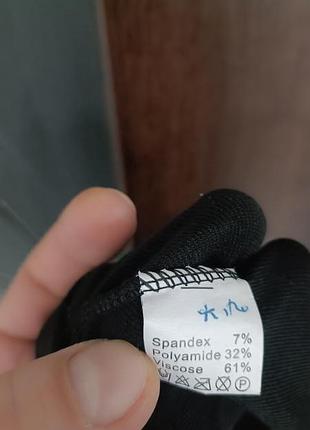 Spandex 7%
Polyamide 32%
Viscose 61%
P